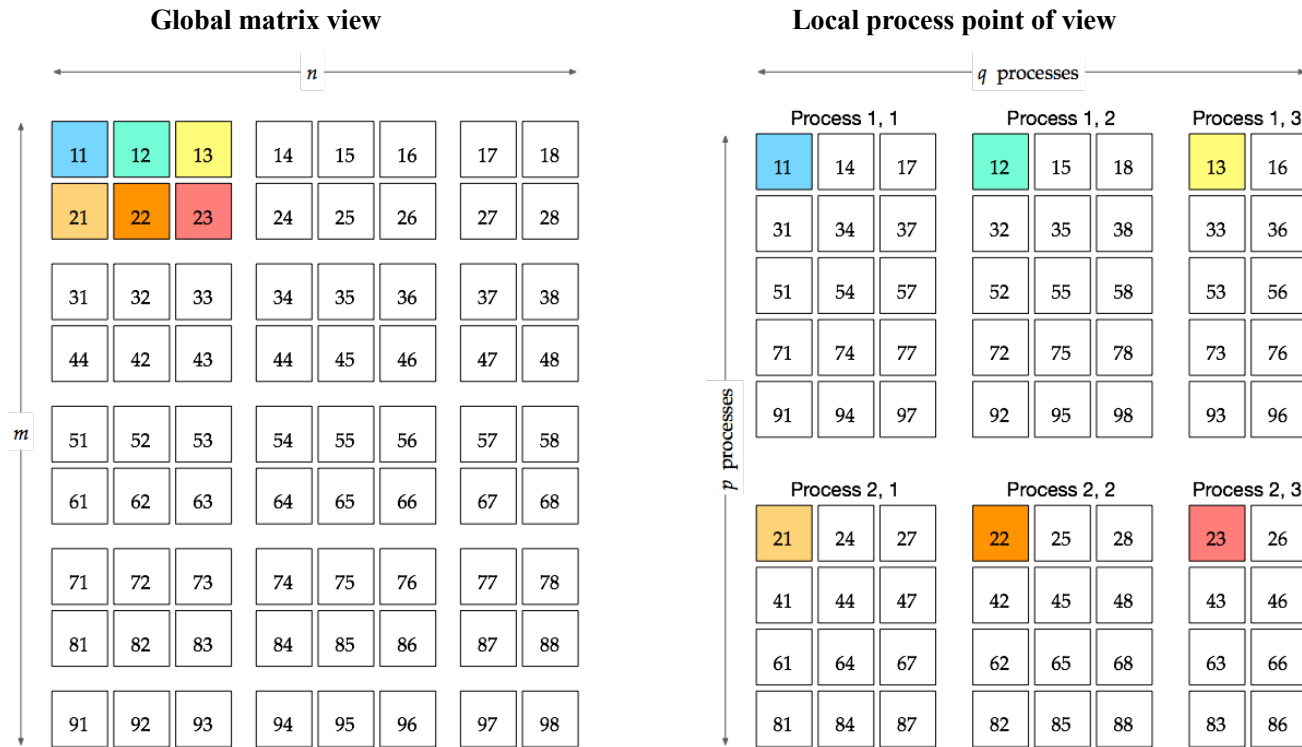 Global matrix view
n
m
11 12 13 14 15 16 17 18
21 22 23 24 25 26 27 28
31 32 33 34 35 36 37 38
44 42 43 44 45 46 47 48
51 52 53 54 55 56 57 58
61 62 63 64 65 66 67 68
71 72 73 74 75 76 77 78
81 82 83 84 85 86 87 88
91 92 93 94 95 96 97 98
Local process point of view
q processes
p processes
Process 1, 1 Process 1, 2 Process 1, 3
11 14 17 12 15 18 13 16
31 34 37 32 35 38 33 36
51 54 57 52 55 58 53 56
71 74 77 72 75 78 73 76
91 94 97 92 95 98 93 96
Process 2, 1 Process 2, 2 Process 2, 3
21 24 27 22 25 28 23 26
41 44 47 42 45 48 43 46
61 64 67 62 65 68 63 66
81 84 87 82 85 88 83 86